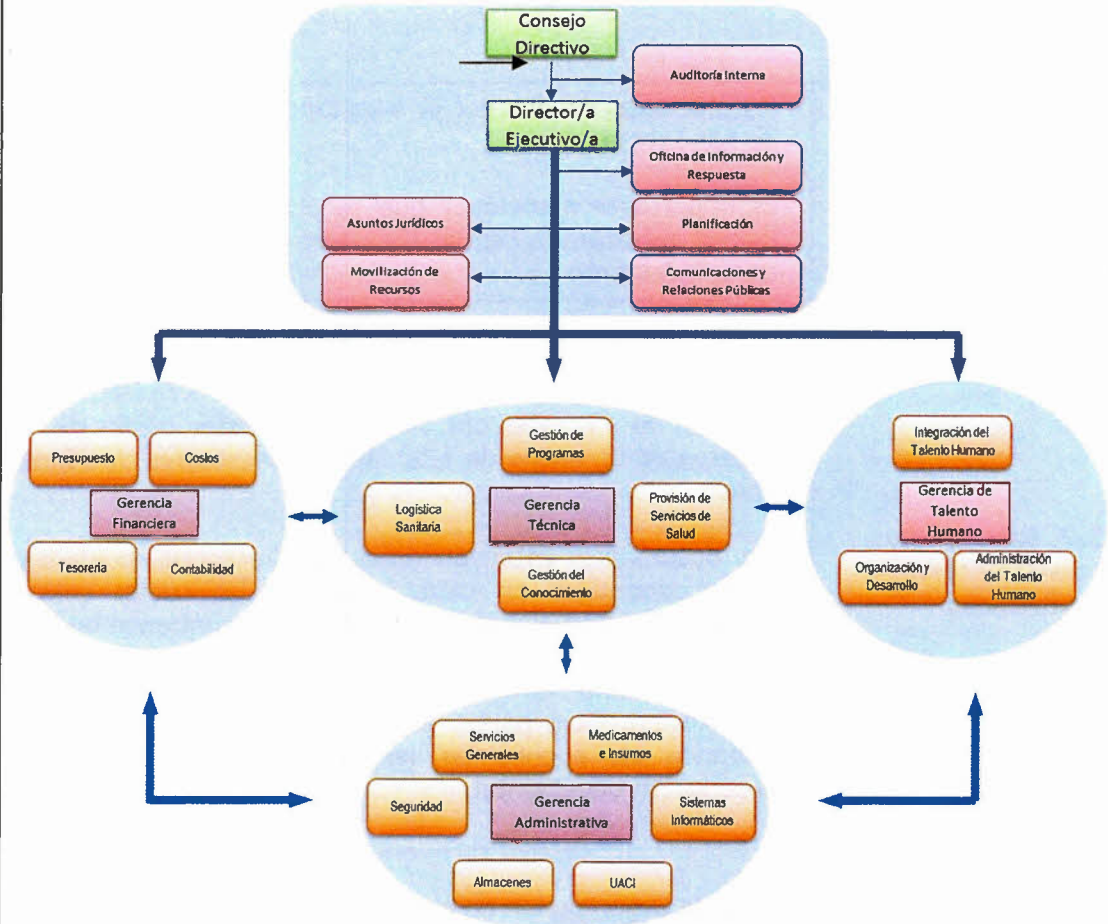 Consejo
Directivo
Auditoría Interna
Director/a
Ejecutivo/a
Oficina de Información y
Respuesta
Asuntos Jurídicos
Planificación
Movilización de
Recursos
Comunicaciones y
Relaciones Públicas
Presupuesto
Costos
Gerencia
Financiera
Tesorería
Contabilidad
Gestión de
Programas
Logística
Sanitaria
Gerencia
Técnica
Provisión de
Servicios de
Salud
Gestión del
Conocimiento
Integración del
Talento Humano
Gerencia de
Talento
Humano
Organización y
Desarrollo
Administración
del Talento
Humano
Servicios
Generales
Medicamentos
e Insumos
Seguridad
Gerencia
Administrativa
Sistemas
Informáticos
Almacenes
UACI